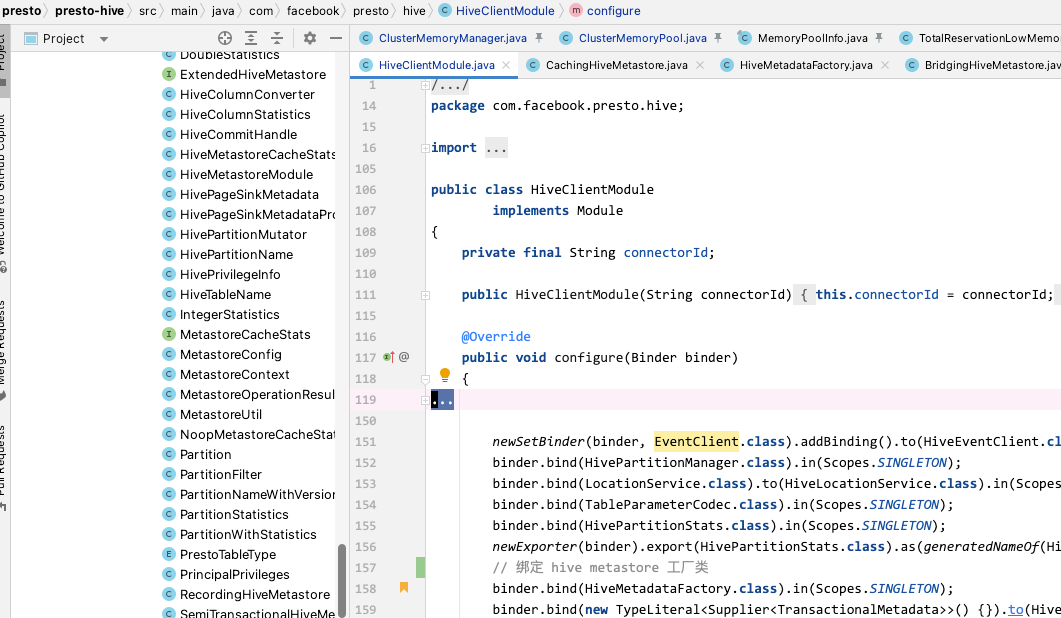 presto presto-hive src main java com facebook presto hive HiveClientModule configure
Project
ClusterMemoryManager.java ClusterMemoryPool.java MemoryPoolInfo.java TotalReservationLowMemo
HiveClientModule.java CachingHiveMetastore.java HiveMetadataFactory.java BridgingHiveMetastore.jav
Project
Welcome to GitHub Copilot
Merge Requests
Pull Requests
DoubleStatistics
ExtendedHiveMetastore
HiveColumnConverter
HiveColumnStatistics
HiveCommitHandle
HiveMetastoreCacheStats
HiveMetastoreModule
HivePageSinkMetadata
HivePageSinkMetadataPro
HivePartitionMutator
HivePartitionName
HivePrivilegeInfo
HiveTableName
IntegerStatistics
MetastoreCacheStats
MetastoreConfig
MetastoreContext
MetastoreOperationResul
MetastoreUtil
NoopMetastoreCacheStat
Partition
PartitionFilter
PartitionNameWithVersion
PartitionStatistics
PartitionWithStatistics
PrestoTableType
PrincipalPrivileges
RecordingHiveMetastore
SemiTransactionalHiveMe
1 /.../
14 package com.facebook.presto.hive;
15
16 import ...
105
106 public class HiveClientModule
107 implements Module
108 {
109 private final String connectorId;
110
111 public HiveClientModule(String connectorId) { this.connectorId = connectorId;
115
116 @Override
117 @ public void configure(Binder binder)
118 {
119 ...
150
151 newSetBinder(binder, EventClient.class).addBinding().to(HiveEventClient.cl
152 binder.bind(HivePartitionManager.class).in(Scopes.SINGLETON);
153 binder.bind(LocationService.class).to(HiveLocationService.class).in(Scopes
154 binder.bind(TableParameterCodec.class).in(Scopes.SINGLETON);
155 binder.bind(HivePartitionStats.class).in(Scopes.SINGLETON);
156 newExporter(binder).export(HivePartitionStats.class).as(generatedNameOf(Hi
157 // 绑定 hive metastore 工厂类
158 binder.bind(HiveMetadataFactory.class).in(Scopes.SINGLETON);
159 binder.bind(new TypeLiteral<Supplier<TransactionalMetadata>>() {}).to(Hive